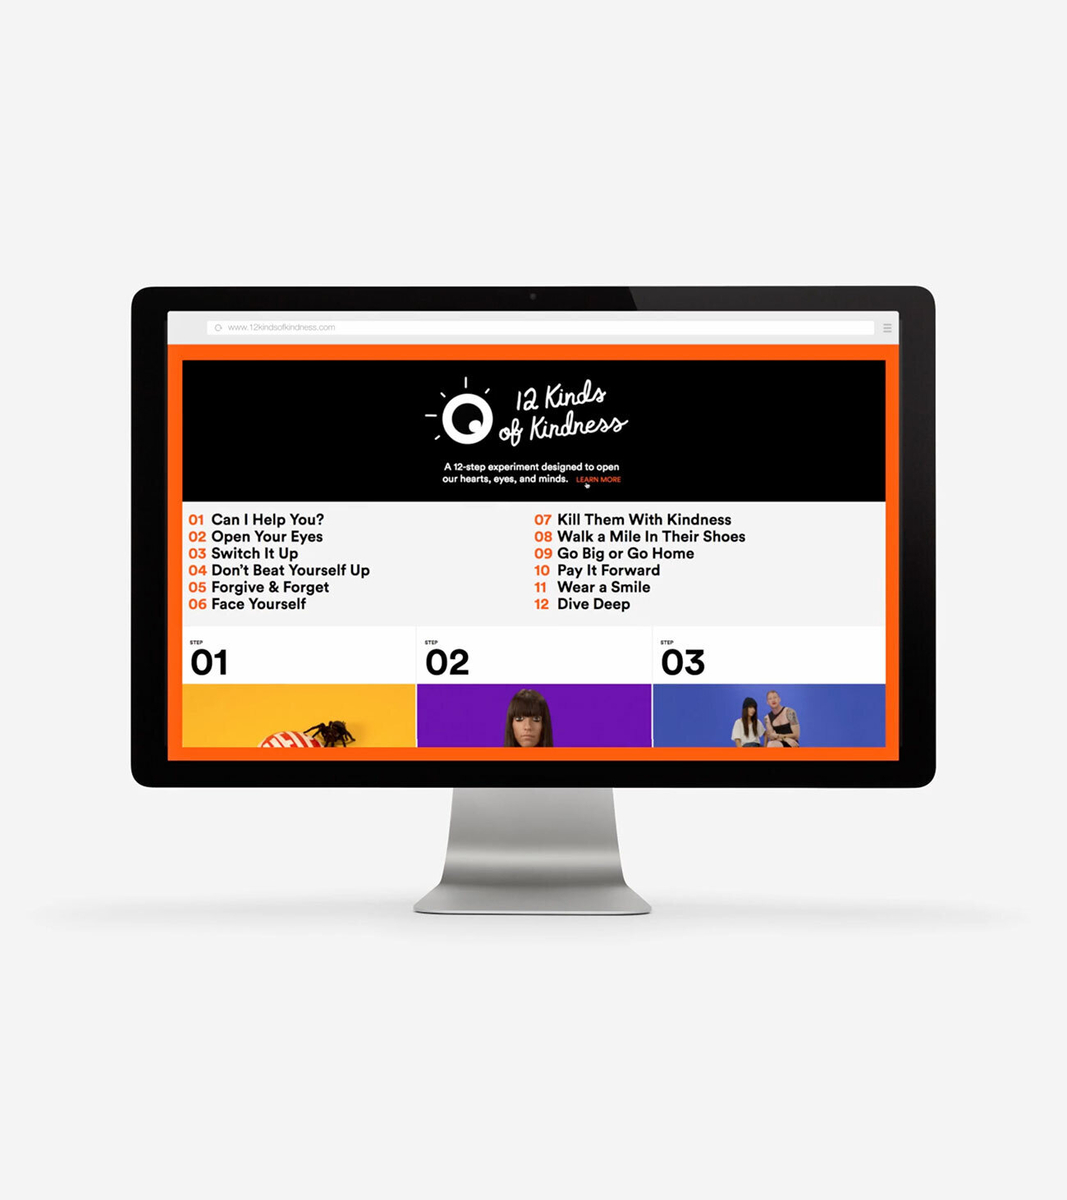 www.12kindsofkindness.com
12 Kinds
of Kindness
A 12-step experiment designed to open
our hearts, eyes, and minds. LEARN MORE
01 Can I Help You?
02 Open Your Eyes
03 Switch It Up
04 Don't Beat Yourself Up
05 Forgive & Forget
06 Face Yourself
07 Kill Them With Kindness
08 Walk a Mile In Their Shoes
09 Go Big or Go Home
10 Pay It Forward
11 Wear a Smile
12 Dive Deep
STEP
01
STEP
02
STEP
03